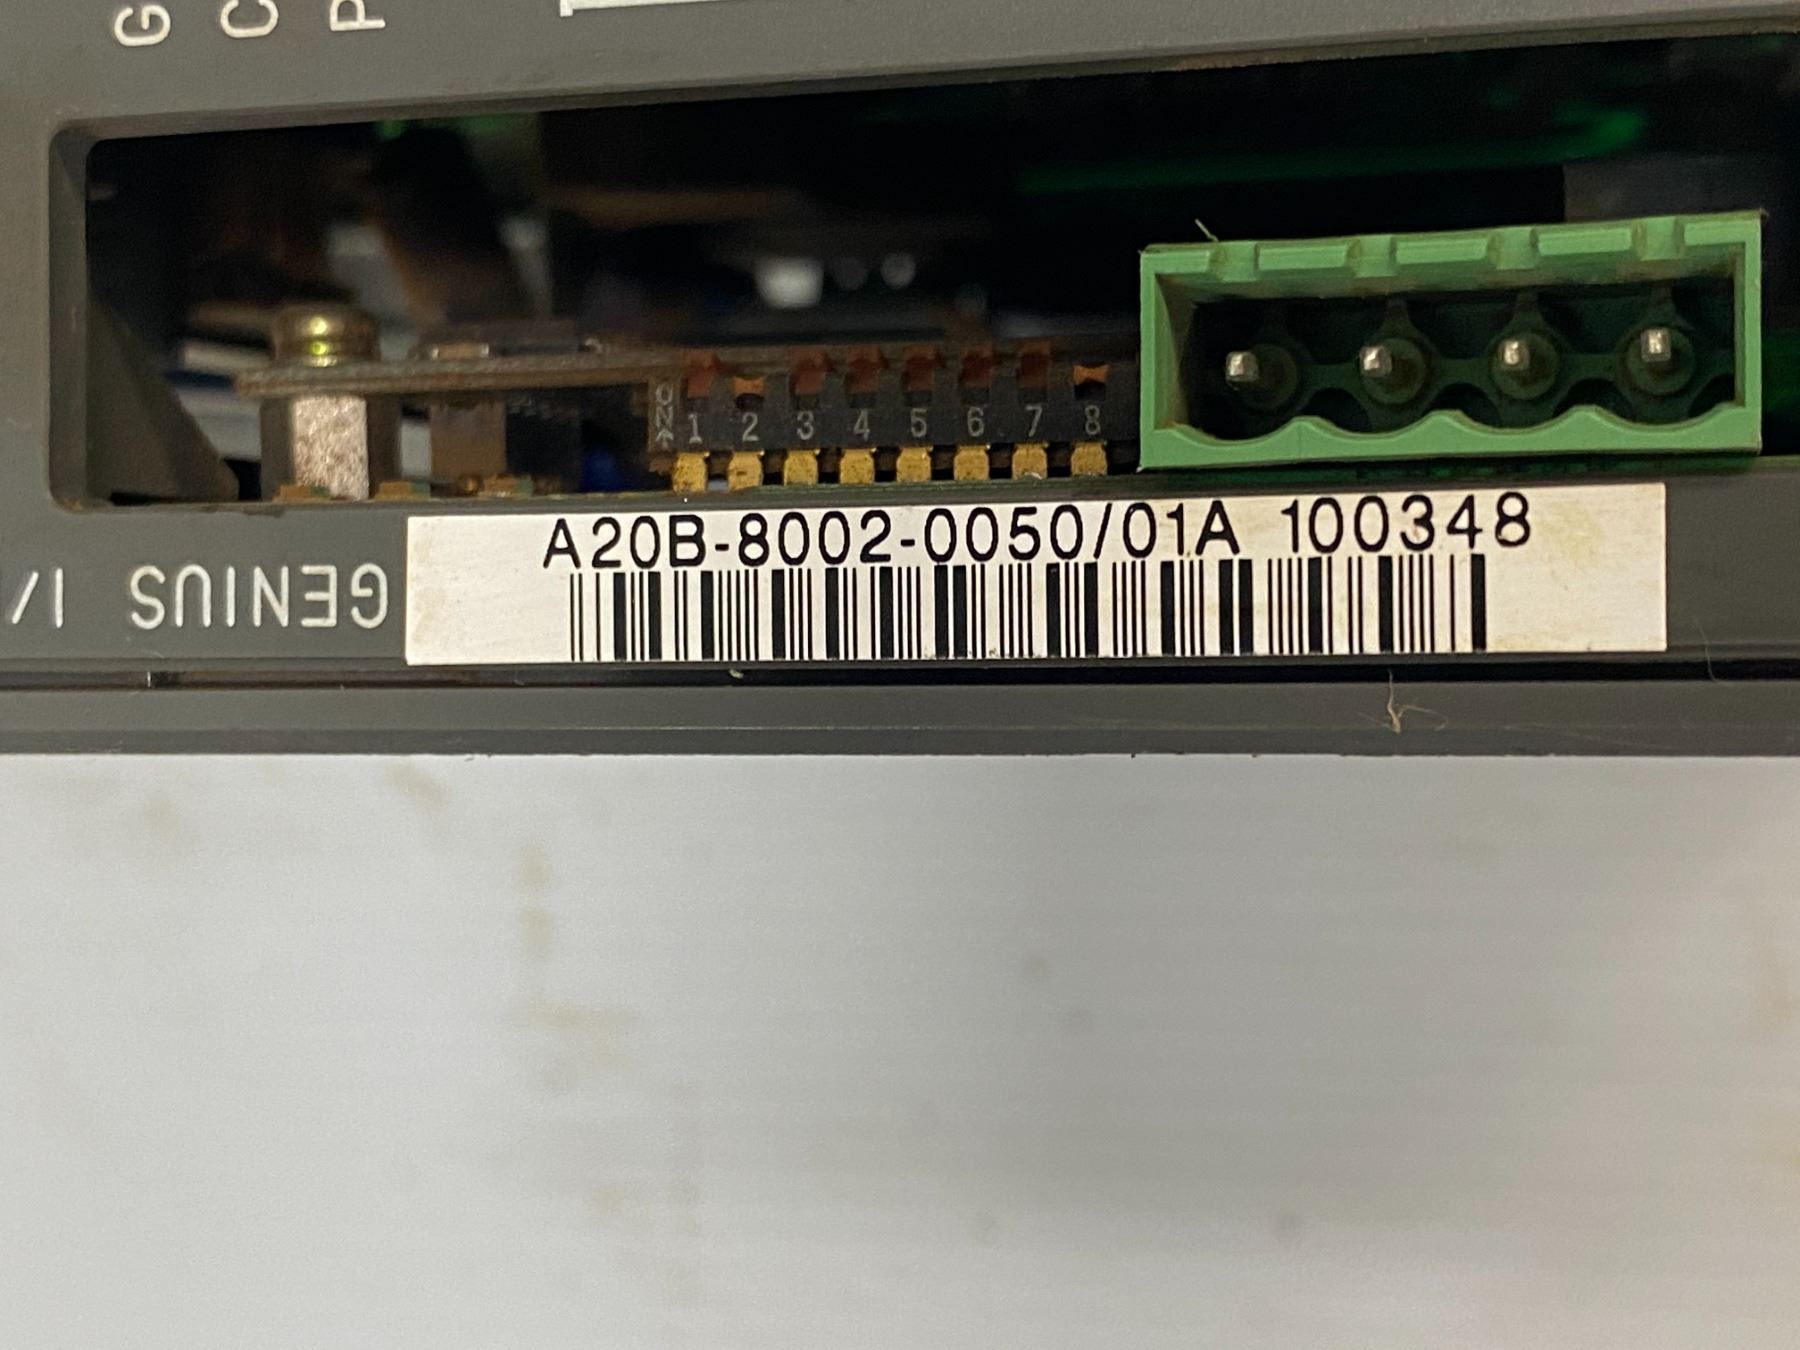 G
C
P
ON
1 2 3 4 5 6 7 8
A20B-8002-0050/01A 100348
GENIUS I/